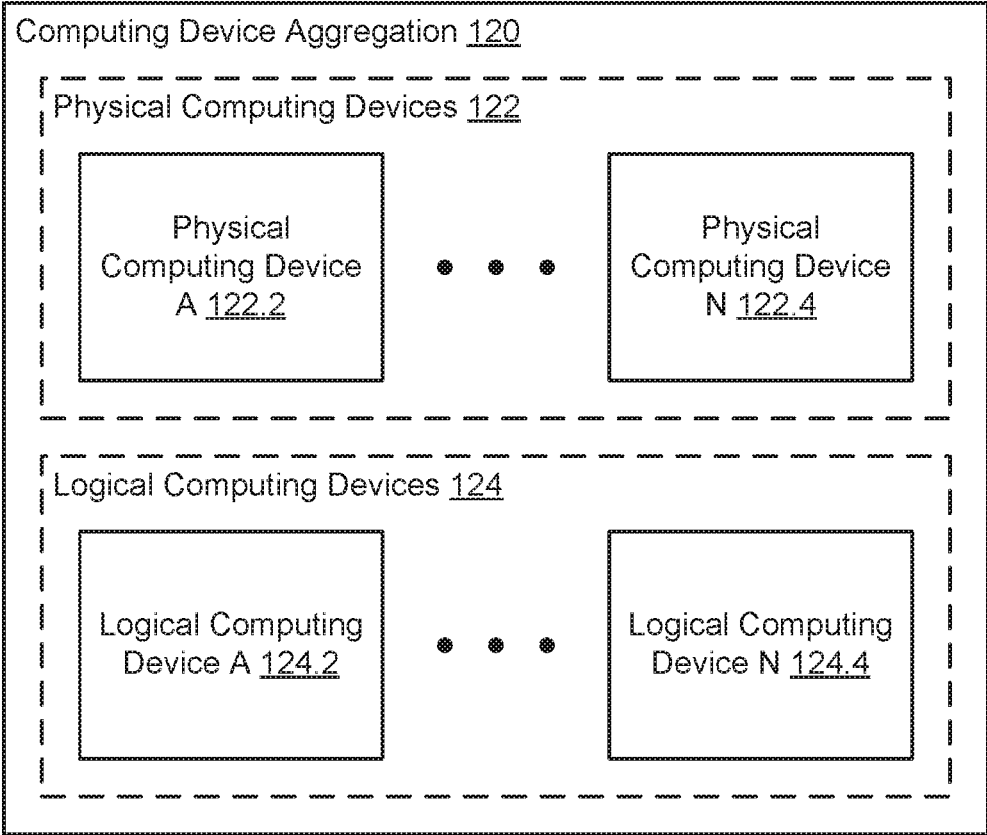 Computing Device Aggregation 120
Physical Computing Devices 122
Physical
Computing Device
A 122.2
Physical
Computing Device
N 122.4
Logical Computing Devices 124
Logical Computing
Device A 124.2
Logical Computing
Device N 124.4